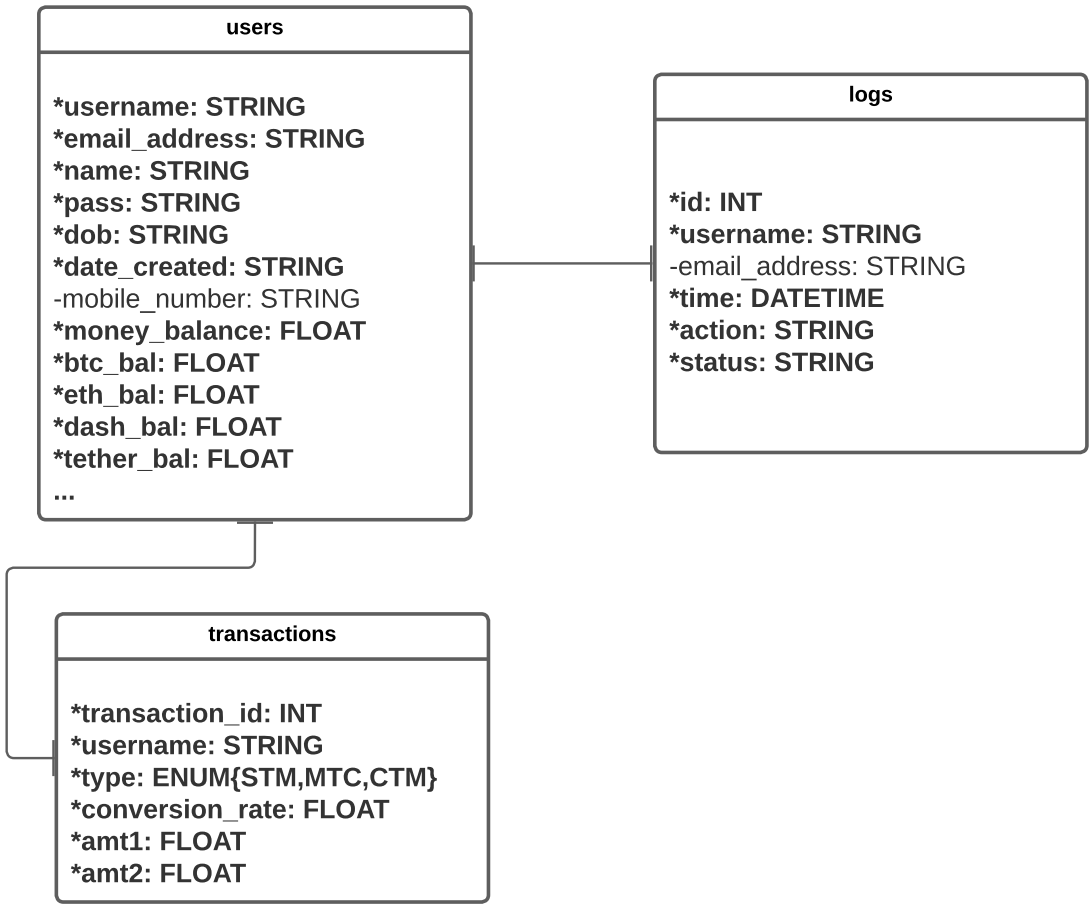 users
*username: STRING
*email_address: STRING
*name: STRING
*pass: STRING
*dob: STRING
*date_created: STRING
-mobile_number: STRING
*money_balance: FLOAT
*btc_bal: FLOAT
*eth_bal: FLOAT
*dash_bal: FLOAT
*tether_bal: FLOAT
...
logs
*id: INT
*username: STRING
-email_address: STRING
*time: DATETIME
*action: STRING
*status: STRING
transactions
*transaction_id: INT
*username: STRING
*type: ENUM{STM,MTC,CTM}
*conversion_rate: FLOAT
*amt1: FLOAT
*amt2: FLOAT